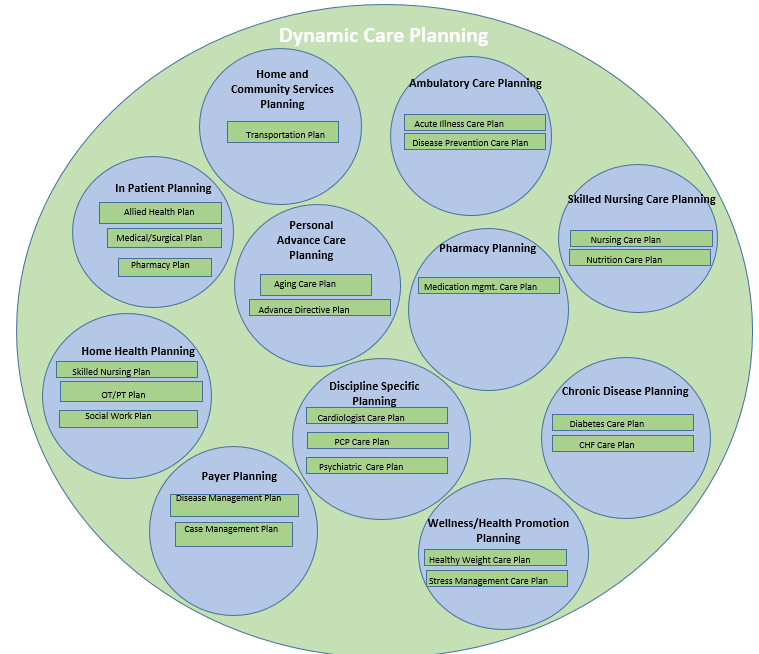 Dynamic Care Planning
Home and
Community Services
Planning
Transportation Plan
Ambulatory Care Planning
Acute Illness Care Plan
Disease Prevention Care Plan
In Patient Planning
Allied Health Plan
Medical/Surgical Plan
Pharmacy Plan
Personal
Advance Care
Planning
Aging Care Plan
Advance Directive Plan
Pharmacy Planning
Medication mgmt. Care Plan
Skilled Nursing Care Planning
Nursing Care Plan
Nutrition Care Plan
Home Health Planning
Skilled Nursing Plan
OT/PT Plan
Social Work Plan
Discipline Specific
Planning
Cardiologist Care Plan
PCP Care Plan
Psychiatric  Care Plan
Chronic Disease Planning
Diabetes Care Plan
CHF Care Plan
Payer Planning
Disease Management Plan
Case Management Plan
Wellness/Health Promotion
Planning
Healthy Weight Care Plan
Stress Management Care Plan